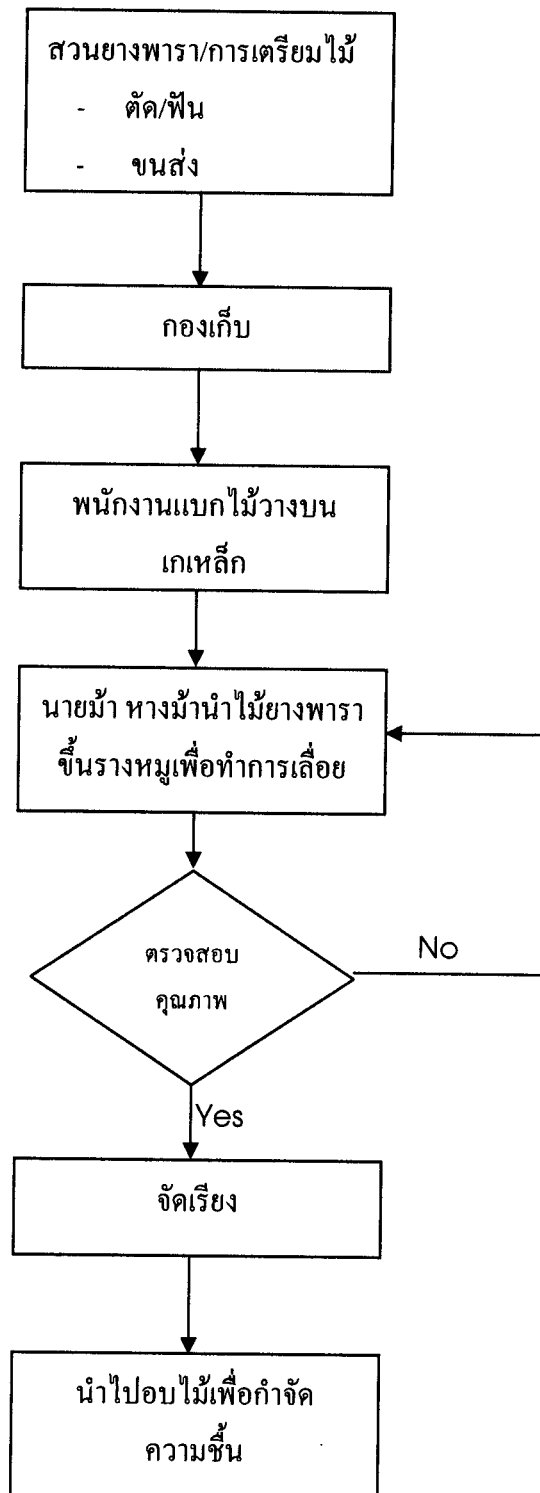 สวนยางพารา/การเตรียมไม้
- ตัด/ฟัน
- ขนส่ง
กองเก็บ
พนักงานแบกไม้วางบน
เกเหล็ก
นายม้า หางม้านำไม้ยางพารา
ขึ้นรางหมูเพื่อทำการเลื่อย
ตรวจสอบ
คุณภาพ
No
Yes
จัดเรียง
นำไปอบไม้เพื่อกำจัด
ความชื้น